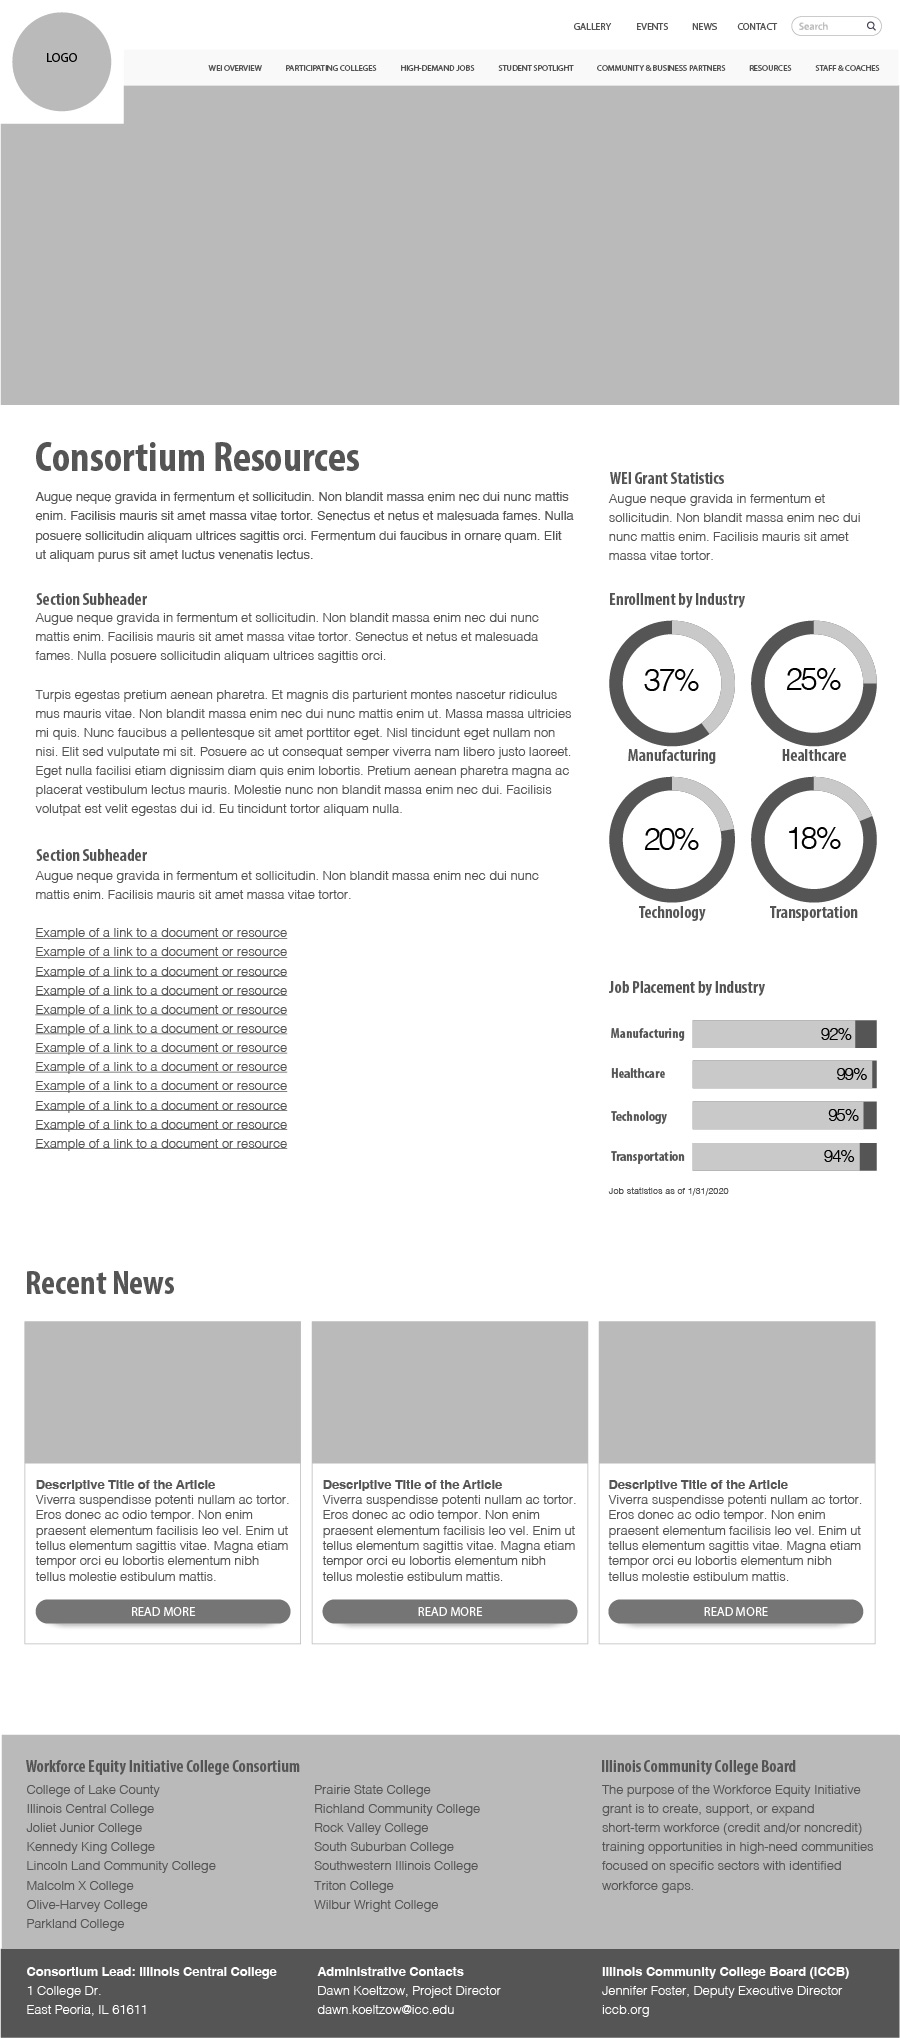 LOGO
GALLERY EVENTS NEWS CONTACT Search
WEI OVERVIEW PARTICIPATING COLLEGES HIGH-DEMAND JOBS STUDENT SPOTLIGHT COMMUNITY & BUSINESS PARTNERS RESOURCES STAFF & COACHES
Consortium Resources
Augue neque gravida in fermentum et sollicitudin. Non blandit massa enim nec dui nunc mattis
enim. Facilisis mauris sit amet massa vitae tortor. Senectus et netus et malesuada fames. Nulla
posuere sollicitudin aliquam ultrices sagittis orci. Fermentum dui faucibus in ornare quam. Elit
ut aliquam purus sit amet luctus venenatis lectus.
Section Subheader
Augue neque gravida in fermentum et sollicitudin. Non blandit massa enim nec dui nunc
mattis enim. Facilisis mauris sit amet massa vitae tortor. Senectus et netus et malesuada
fames. Nulla posuere sollicitudin aliquam ultrices sagittis orci.
Turpis egestas pretium aenean pharetra. Et magnis dis parturient montes nascetur ridiculus
mus mauris vitae. Non blandit massa enim nec dui nunc mattis enim ut. Massa massa ultricies
mi quis. Nunc faucibus a pellentesque sit amet porttitor eget. Nisl tincidunt eget nullam non
nisi. Elit sed vulputate mi sit. Posuere ac ut consequat semper viverra nam libero justo laoreet.
Eget nulla facilisi etiam dignissim diam quis enim lobortis. Pretium aenean pharetra magna ac
placerat vestibulum lectus mauris. Molestie nunc non blandit massa enim nec dui. Facilisis
volutpat est velit egestas dui id. Eu tincidunt tortor aliquam nulla.
Section Subheader
Augue neque gravida in fermentum et sollicitudin. Non blandit massa enim nec dui nunc
mattis enim. Facilisis mauris sit amet massa vitae tortor.
Example of a link to a document or resource
Example of a link to a document or resource
Example of a link to a document or resource
Example of a link to a document or resource
Example of a link to a document or resource
Example of a link to a document or resource
Example of a link to a document or resource
Example of a link to a document or resource
Example of a link to a document or resource
Example of a link to a document or resource
Example of a link to a document or resource
Example of a link to a document or resource
WEI Grant Statistics
Augue neque gravida in fermentum et
sollicitudin. Non blandit massa enim nec dui
nunc mattis enim. Facilisis mauris sit amet
massa vitae tortor.
Enrollment by Industry
37% 25%
Manufacturing Healthcare
20% 18%
Technology Transportation
Job Placement by Industry
Manufacturing 92%
Healthcare 99%
Technology 95%
Transportation 94%
Job statistics as of 1/31/2020
Recent News
Descriptive Title of the Article
Viverra suspendisse potenti nullam ac tortor.
Eros donec ac odio tempor. Non enim
praesent elementum facilisis leo vel. Enim ut
tellus elementum sagittis vitae. Magna etiam
tempor orci eu lobortis elementum nibh
tellus molestie estibulum mattis.
READ MORE
Descriptive Title of the Article
Viverra suspendisse potenti nullam ac tortor.
Eros donec ac odio tempor. Non enim
praesent elementum facilisis leo vel. Enim ut
tellus elementum sagittis vitae. Magna etiam
tempor orci eu lobortis elementum nibh
tellus molestie estibulum mattis.
READ MORE
Descriptive Title of the Article
Viverra suspendisse potenti nullam ac tortor.
Eros donec ac odio tempor. Non enim
praesent elementum facilisis leo vel. Enim ut
tellus elementum sagittis vitae. Magna etiam
tempor orci eu lobortis elementum nibh
tellus molestie estibulum mattis.
READ MORE
Workforce Equity Initiative College Consortium
College of Lake County
Illinois Central College
Joliet Junior College
Kennedy King College
Lincoln Land Community College
Malcolm X College
Olive-Harvey College
Parkland College
Prairie State College
Richland Community College
Rock Valley College
South Suburban College
Southwestern Illinois College
Triton College
Wilbur Wright College
Illinois Community College Board
The purpose of the Workforce Equity Initiative
grant is to create, support, or expand
short-term workforce (credit and/or noncredit)
training opportunities in high-need communities
focused on specific sectors with identified
workforce gaps.
Consortium Lead: Illinois Central College
1 College Dr.
East Peoria, IL 61611
Administrative Contacts
Dawn Koeltzow, Project Director
dawn.koeltzow@icc.edu
Illinois Community College Board (ICCB)
Jennifer Foster, Deputy Executive Director
iccb.org